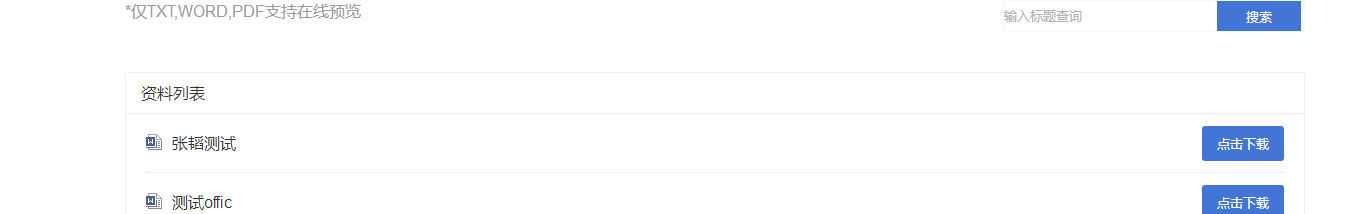 *仅TXT,WORD,PDF支持在线预览
输入标题查询 搜索
资料列表
张韬测试 点击下载
测试offic 点击下载